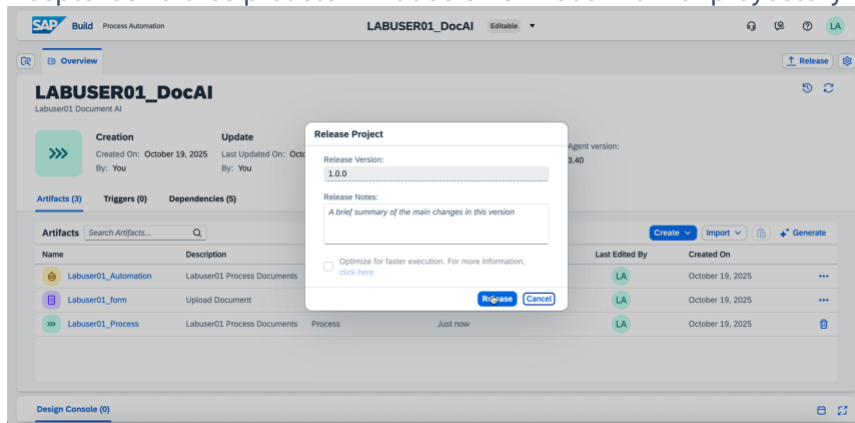 SAP Build Process Automation LABUSER01_DocAI Editable LA
Overview Release
LABUSER01_DocAI
Labuser01 Document AI
Creation Update
Created On: October 19, 2025 Last Updated On: Agent version:
By: You By: You 3.40
Release Project
Release Version:
1.0.0
Release Notes:
A brief summary of the main changes in this version
Optimize for faster execution. For more information,
click here
Release Cancel
Artifacts (3) Triggers (0) Dependencies (5)
Artifacts Search Artifacts... Create Import Generate
Name Description Last Edited By Created On
Labuser01_Automation Labuser01 Process Documents LA October 19, 2025
Labuser01_form Upload Document LA October 19, 2025
Labuser01_Process Labuser01 Process Documents Process Just now LA October 19, 2025
Design Console (0)